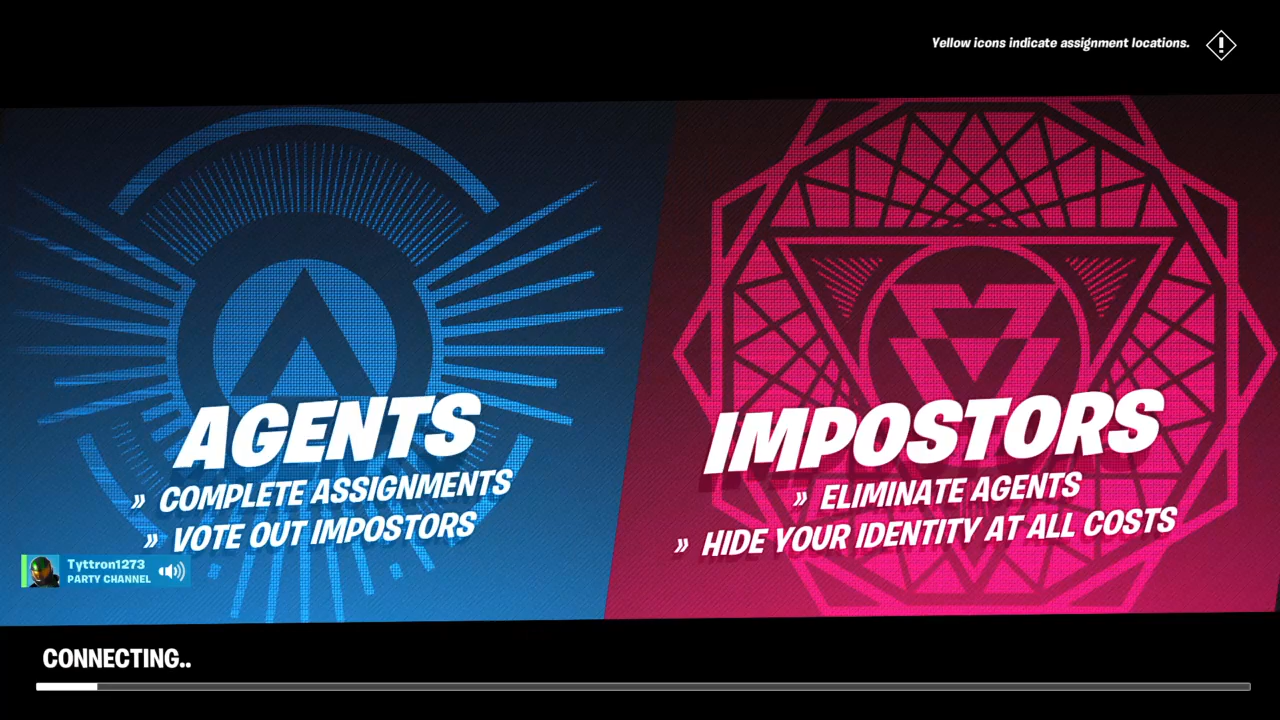 Yellow icons indicate assignment locations.
AGENTS
» COMPLETE ASSIGNMENTS
» VOTE OUT IMPOSTORS
IMPOSTORS
» ELIMINATE AGENTS
» HIDE YOUR IDENTITY AT ALL COSTS
Tyttron1273
PARTY CHANNEL
CONNECTING..